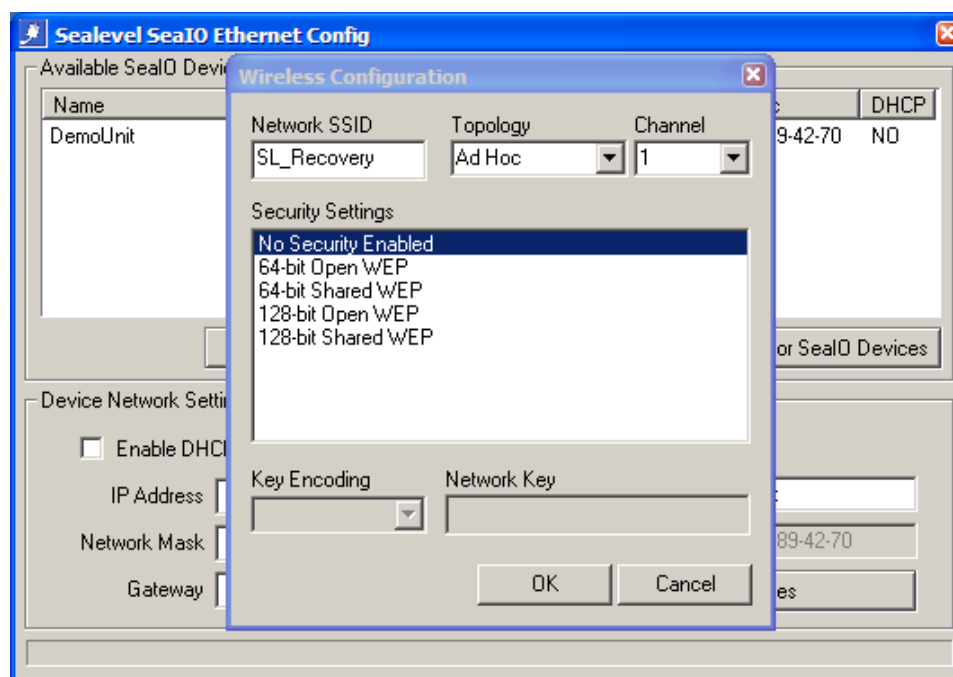 Sealevel SeaIO Ethernet Config
Available SeaIO Devi
Name
DHCP
DemoUnit
9-42-70
NO
or SeaIO Devices
Device Network Setti
Enable DHC
IP Address
Network Mask
89-42-70
Gateway
es
Wireless Configuration
Network SSID
Topology
Channel
SL_Recovery
Ad Hoc
1
Security Settings
No Security Enabled
64-bit Open WEP
64-bit Shared WEP
128-bit Open WEP
128-bit Shared WEP
Key Encoding
Network Key
OK
Cancel